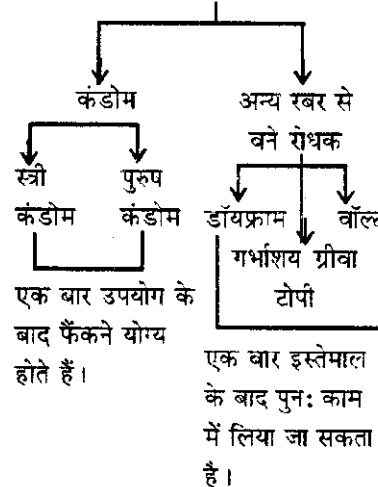 कंडोम
अन्य रबर से
बने रोधक
स्त्री
कंडोम
पुरुष
कंडोम
डॉयफ्राम
गर्भाशय ग्रीवा
टोपी
एक बार उपयोग के
बाद फैंकने योग्य
होते हैं।
एक बार इस्तेमाल
के बाद पुनः काम
में लिया जा सकता
है।